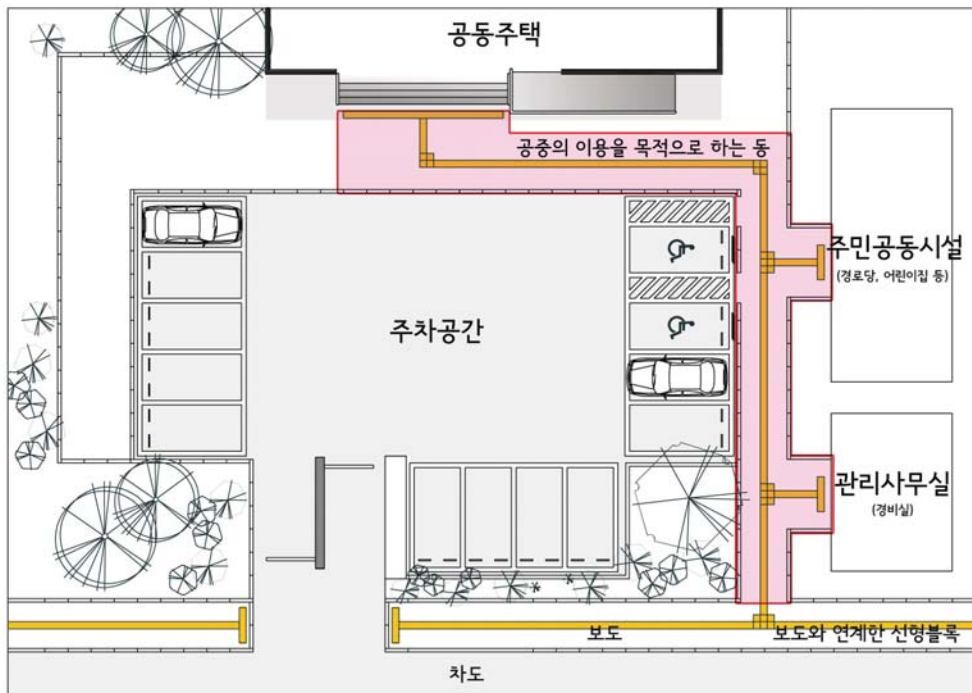 공동주택
공중의 이용을 목적으로 하는 동
주민공동시설
(경로당, 어린이집 등)
주차공간
관리사무실
(경비실)
보도
보도와 연계한 선형블록
차도